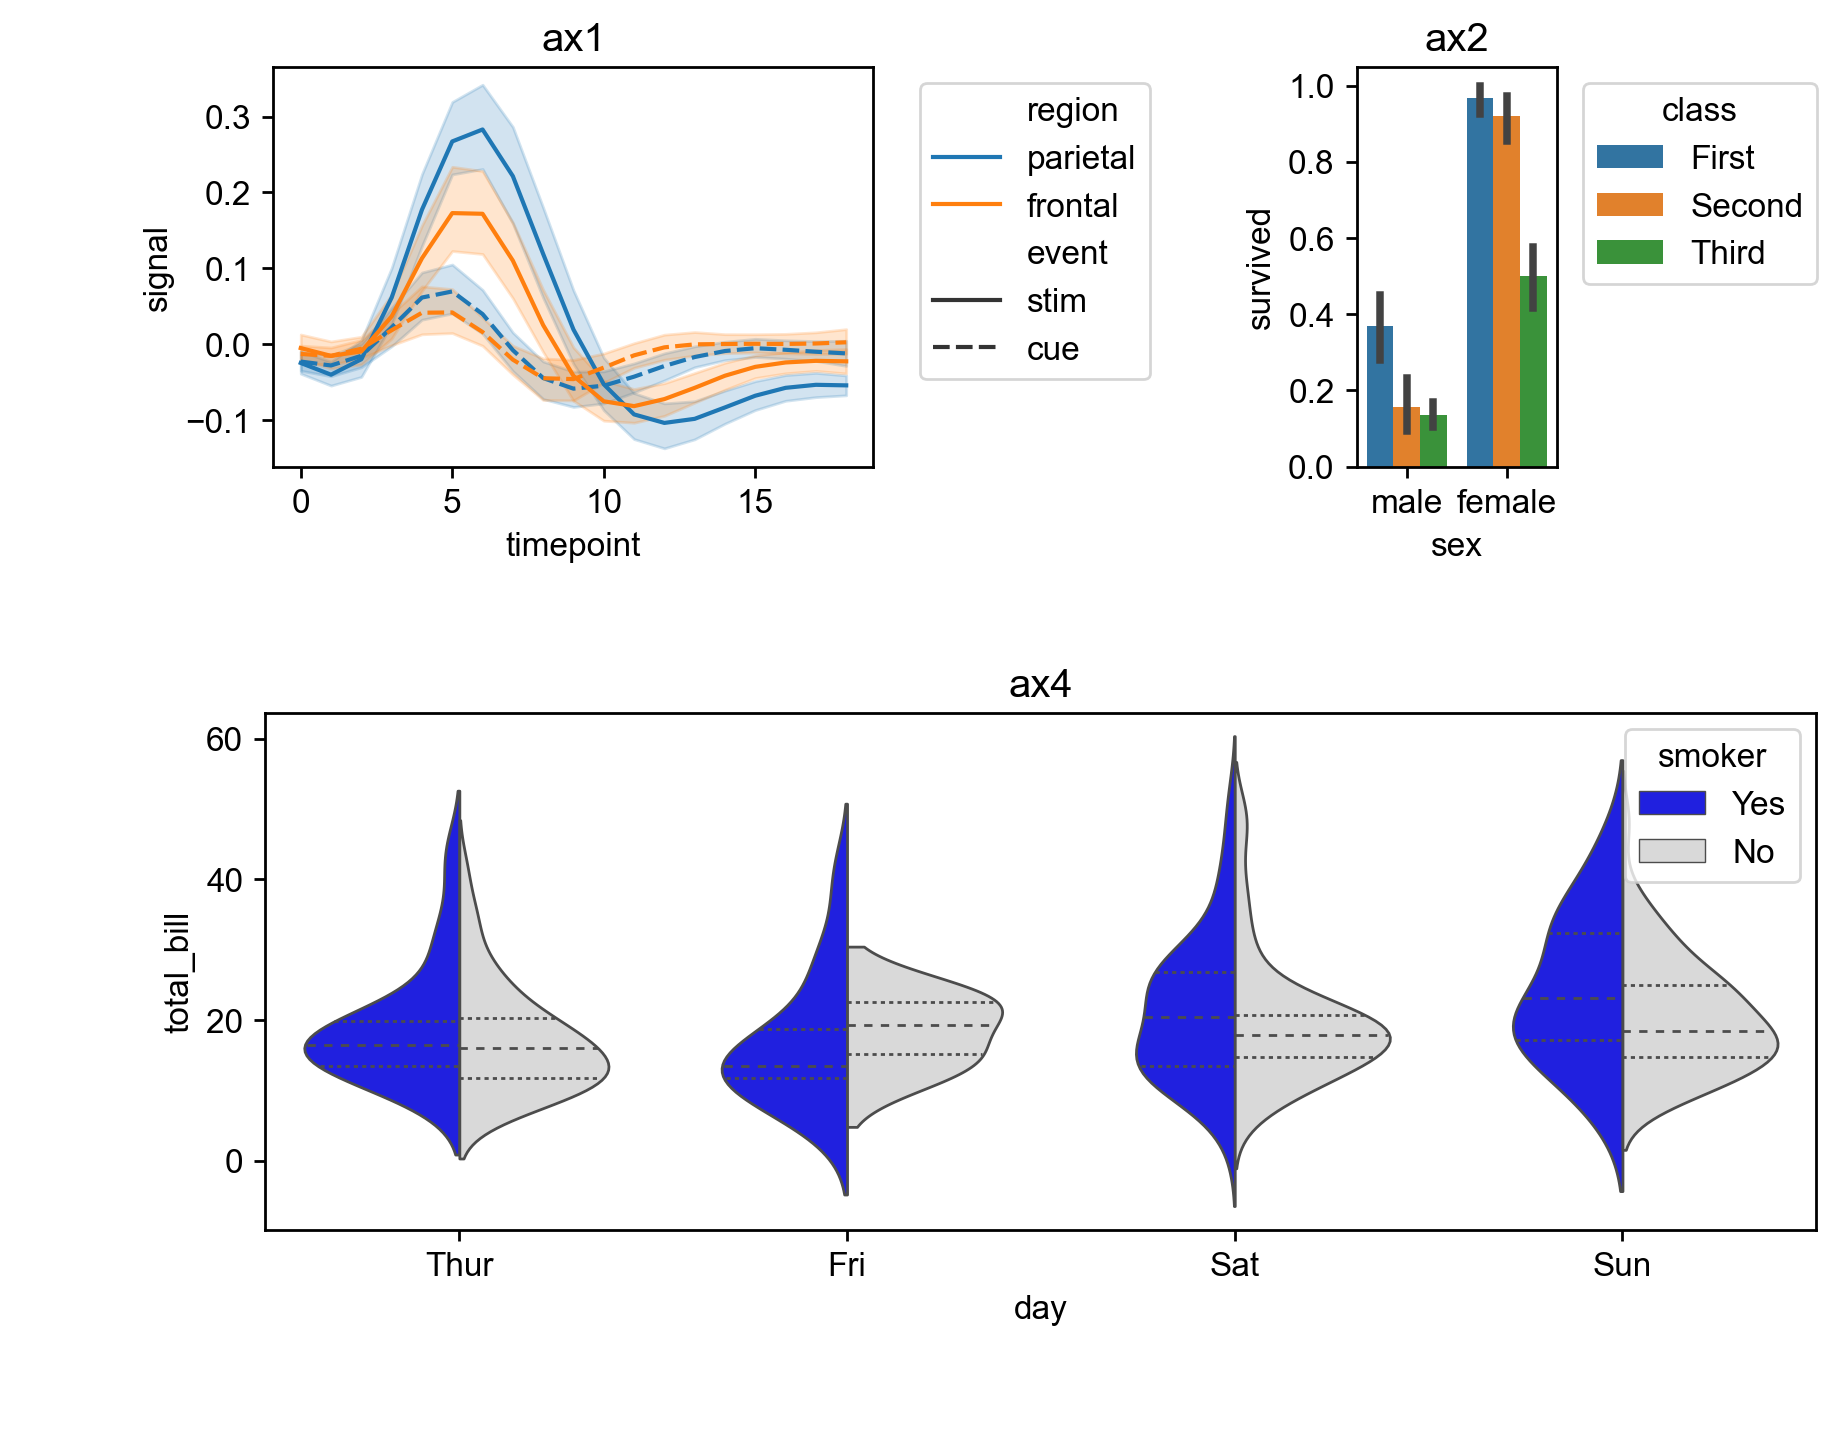 ax1
signal
0.3
0.2
0.1
0.0
−0.1
0 5 10 15
timepoint
region
parietal
frontal
event
stim
cue
ax2
survived
1.0
0.8
0.6
0.4
0.2
0.0
male female
sex
class
First
Second
Third
ax4
total_bill
60
40
20
0
Thur Fri Sat Sun
day
smoker
Yes
No